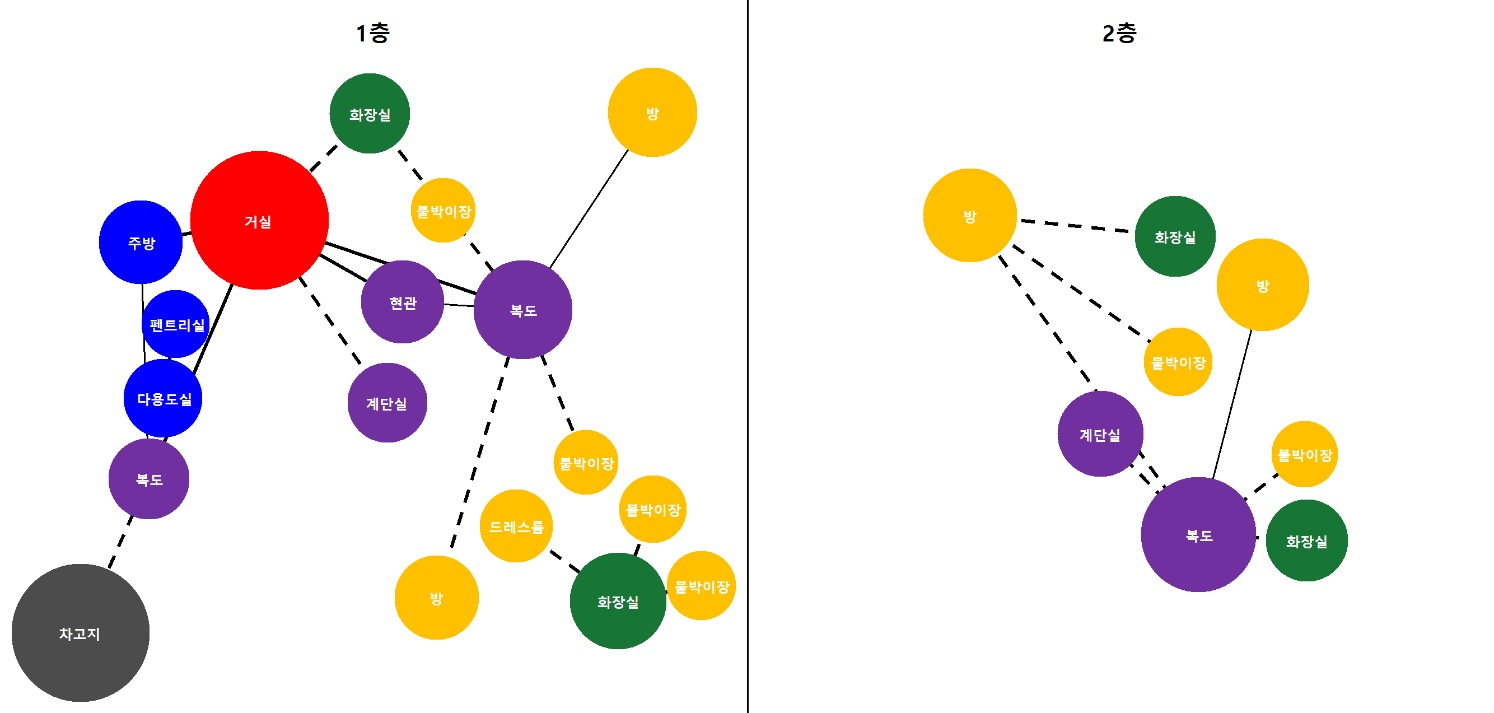 1층
화장실
방
거실
붙박이장
주방
현관
복도
펜트리실
다용도실
계단실
붙박이장
복도
드레스룸
붙박이장
방
화장실
붙박이장
차고지
2층
방
화장실
방
붙박이장
계단실
붙박이장
복도
화장실